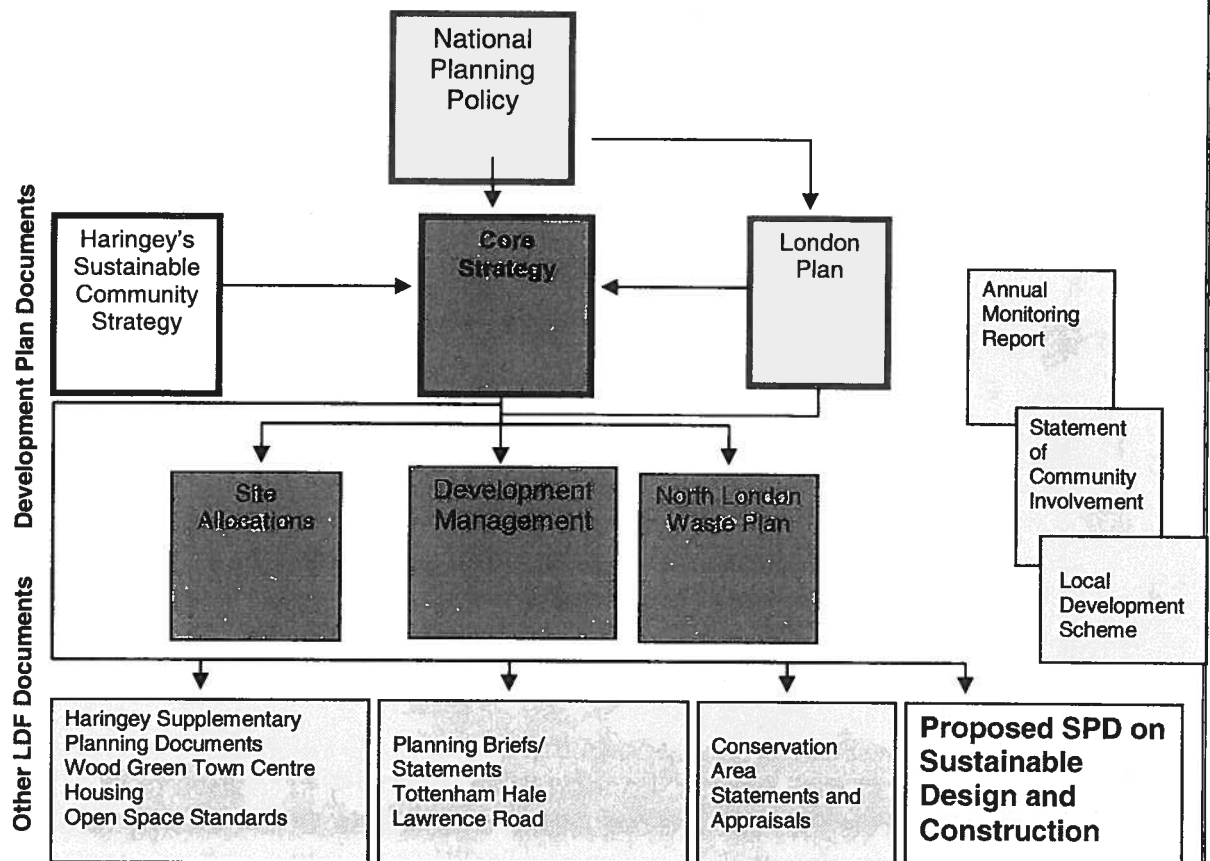 National
Planning
Policy
Development Plan Documents
Haringey's
Sustainable
Community
Strategy
Core
Strategy
London
Plan
Annual
Monitoring
Report
Statement
of
Community
Involvement
Local
Development
Scheme
Site
Allocations
Development
Management
North London
Waste Plan
Other LDF Documents
Haringey Supplementary
Planning Documents
Wood Green Town Centre
Housing
Open Space Standards
Planning Briefs/
Statements
Tottenham Hale
Lawrence Road
Conservation
Area
Statements and
Appraisals
Proposed SPD on
Sustainable
Design and
Construction